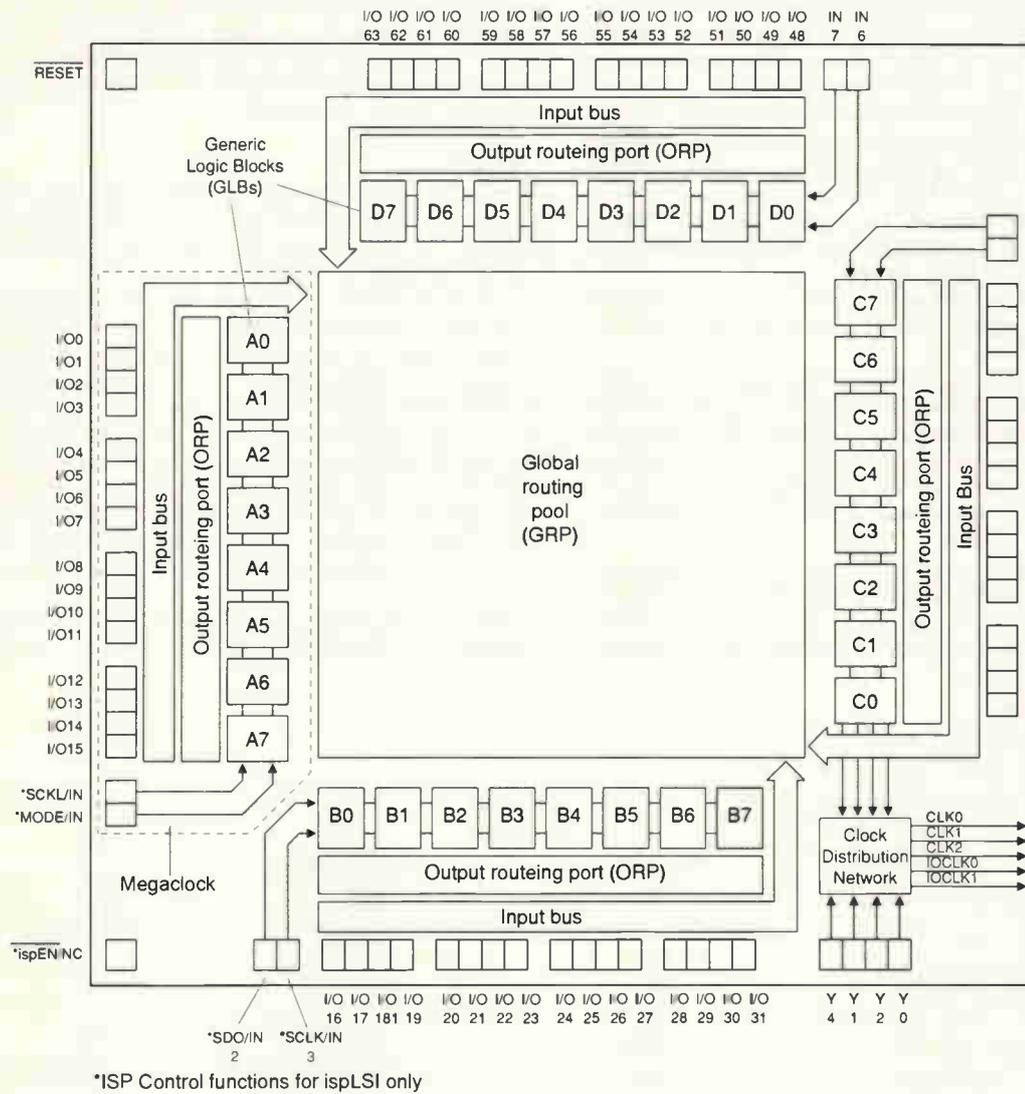 I/O I/O I/O I/O I/O I/O I/O I/O I/O I/O I/O I/O I/O I/O I/O I/O IN IN
63 62 61 60 59 58 57 56 55 54 53 52 51 50 49 48 7 6
RESET
Input bus
Output routeing port (ORP)
Generic
Logic Blocks
(GLBs)
D7 D6 D5 D4 D3 D2 D1 D0
I/O0
I/O1
I/O2
I/O3
I/O4
I/O5
I/O6
I/O7
I/O8
I/O9
I/O10
I/O11
I/O12
I/O13
I/O14
I/O15
*SCKL/IN
*MODE/IN
Input bus
Output routeing port (ORP)
A0
A1
A2
A3
A4
A5
A6
A7
Global
routing
pool
(GRP)
C7
C6
C5
C4
C3
C2
C1
C0
Output routeing port (ORP)
Input Bus
Megaclock
B0 B1 B2 B3 B4 B5 B6 B7
Output routeing port (ORP)
Input bus
Clock
Distribution
Network
CLK0
CLK1
CLK2
IOCLK0
IOCLK1
*ispEN/NC
I/O I/O I/O I/O I/O I/O I/O I/O I/O I/O I/O I/O I/O I/O I/O I/O Y Y Y Y
16 17 181 19 20 21 22 23 24 25 26 27 28 29 30 31 4 1 2 0
*SDO/IN *SCLK/IN
2 3
*ISP Control functions for ispLSI only